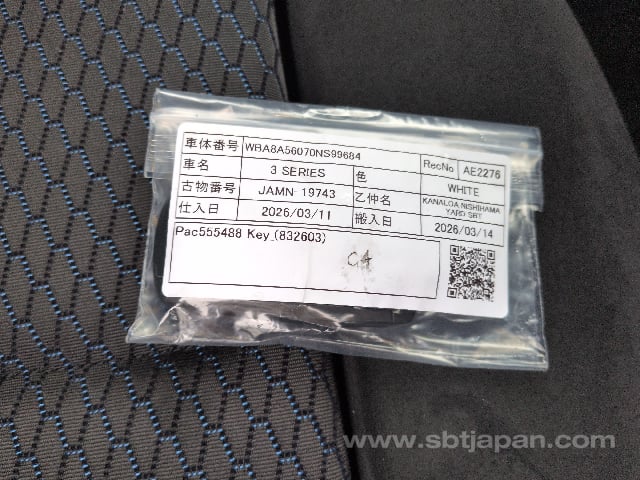 車体番号 WBA8A56070NS99684 RecNo AE2276
車名 3 SERIES 色 WHITE
古物番号 JAMN- 19743 乙仲名 KANALOA NISHIHAMA YARD SBT
仕入日 2026/03/11 搬入日 2026/03/14
Pac555488 Key_(832603)
C4
www.sbtjapan.com